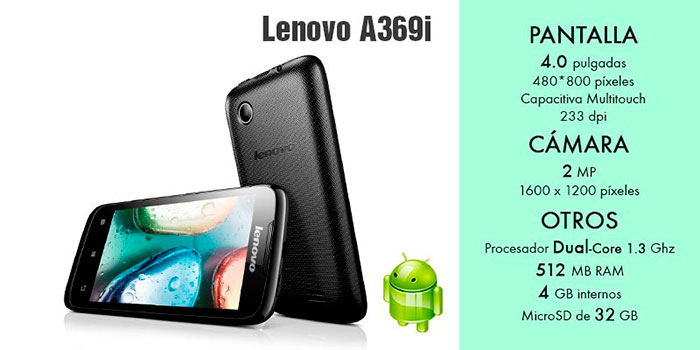 Lenovo A369i
lenovo
lenovo
PANTALLA
4.0 pulgadas
480*800 píxeles
Capacitiva Multitouch
233 dpi
CÁMARA
2 MP
1600 x 1200 píxeles
OTROS
Procesador Dual-Core 1.3 Ghz
512 MB RAM
4 GB internos
MicroSD de 32 GB